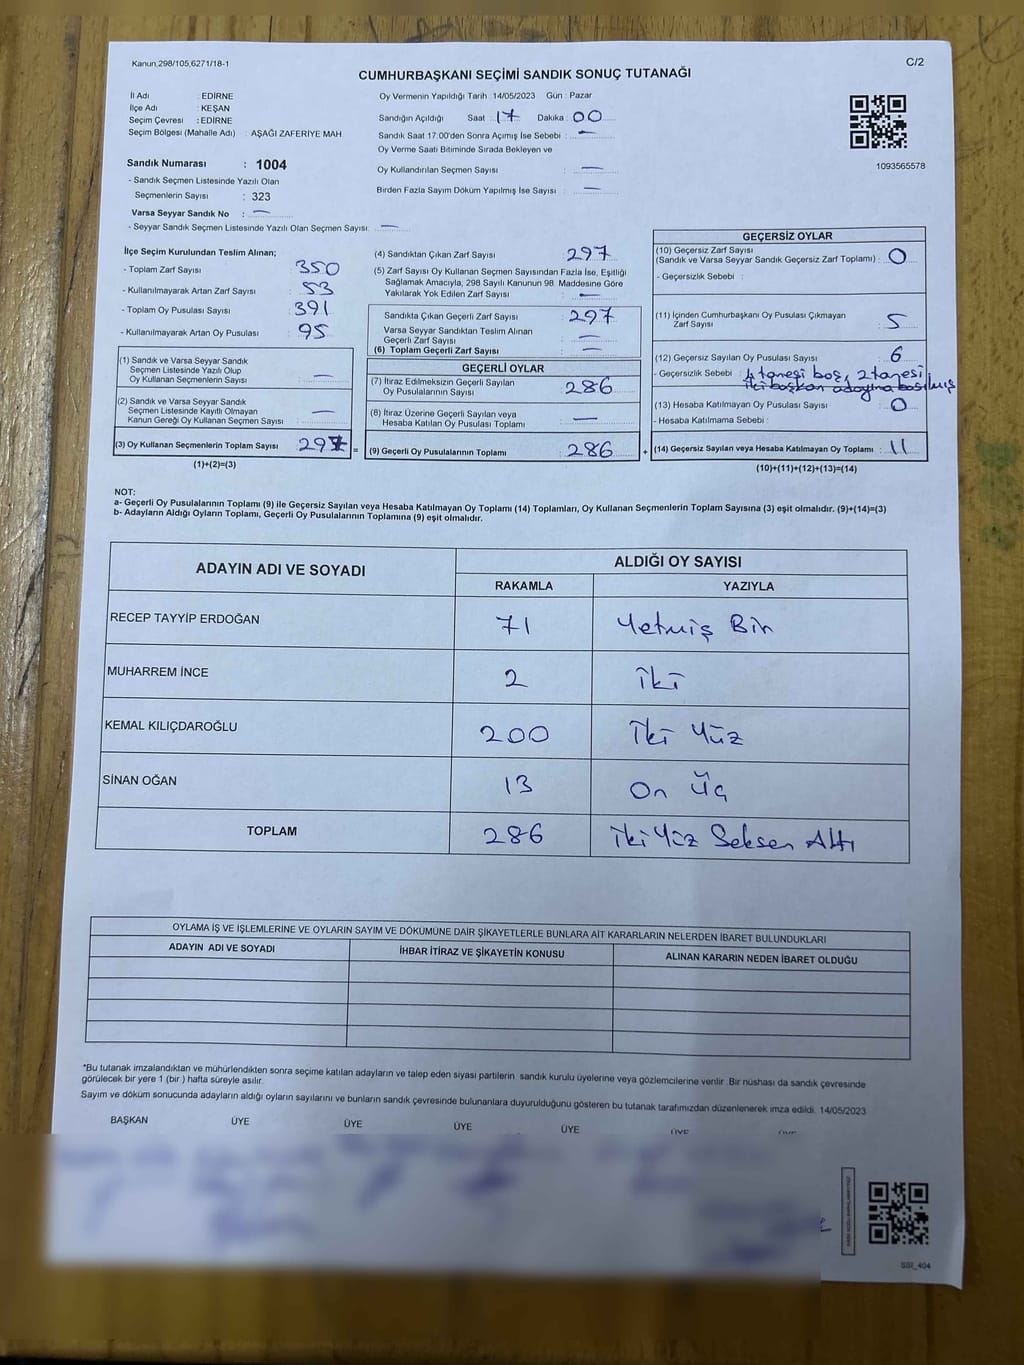 Kanun,298/105,6271/18-1
C/2
CUMHURBAŞKANI SEÇİMİ SANDIK SONUÇ TUTANAĞI
İl Adı : EDİRNE
İlçe Adı : KEŞAN
Seçim Çevresi : EDİRNE
Seçim Bölgesi (Mahalle Adı) : AŞAĞI ZAFERİYE MAH
Oy Vermenin Yapıldığı Tarih :14/05/2023 Gün : Pazar
Sandığın Açıldığı Saat : 17 Dakika : 00
Sandık Saat 17.00'den Sonra Açımış İse Sebebi : —
Oy Verme Saati Bitiminde Sırada Bekleyen ve
Oy Kullandırılan Seçmen Sayısı : —
Birden Fazla Sayım Döküm Yapılmış İse Sayısı : —
1093565578
Sandık Numarası : 1004
- Sandık Seçmen Listesinde Yazılı Olan
Seçmenlerin Sayısı : 323
Varsa Seyyar Sandık No : —
- Seyyar Sandık Seçmen Listesinde Yazılı Olan Seçmen Sayısı: —
İlçe Seçim Kurulundan Teslim Alınan;
- Toplam Zarf Sayısı : 350
- Kullanılmayarak Artan Zarf Sayısı : 53
- Toplam Oy Pusulası Sayısı : 391
- Kullanılmayarak Artan Oy Pusulası : 95
(1) Sandık ve Varsa Seyyar Sandık
Seçmen Listesinde Yazılı Olup
Oy Kullanan Seçmenlerin Sayısı : —
(2) Sandık ve Varsa Seyyar Sandık
Seçmen Listesinde Kayıtlı Olmayan
Kanun Gereği Oy Kullanan Seçmen Sayısı : —
(3) Oy Kullanan Seçmenlerin Toplam Sayısı : 297 =
(1)+(2)=(3)
(4) Sandıktan Çıkan Zarf Sayısı : 297
(5) Zarf Sayısı Oy Kullanan Seçmen Sayısından Fazla İse, Eşitliği
Sağlamak Amacıyla, 298 Sayılı Kanunun 98. Maddesine Göre
Yakılarak Yok Edilen Zarf Sayısı : —
Sandıkta Çıkan Geçerli Zarf Sayısı : 297
Varsa Seyyar Sandıktan Teslim Alınan
Geçerli Zarf Sayısı : —
(6) Toplam Geçerli Zarf Sayısı : —
GEÇERLİ OYLAR
(7) İtiraz Edilmeksizin Geçerli Sayılan
Oy Pusulalarının Sayısı : 286
(8) İtiraz Üzerine Geçerli Sayılan veya
Hesaba Katılan Oy Pusulası Toplamı : —
(9) Geçerli Oy Pusulalarının Toplamı : 286 +
GEÇERSİZ OYLAR
(10) Geçersiz Zarf Sayısı
(Sandık ve Varsa Seyyar Sandık Geçersiz Zarf Toplamı) : 0
- Geçersizlik Sebebi :
(11) İçinden Cumhurbaşkanı Oy Pusulası Çıkmayan
Zarf Sayısı : 5
(12) Geçersiz Sayılan Oy Pusulası Sayısı : 6
- Geçersizlik Sebebi : 4 tanesi boş, 2 tanesi
iki başkan adayına basılmış
(13) Hesaba Katılmayan Oy Pusulası Sayısı : 0
- Hesaba Katılmama Sebebi :
(14) Geçersiz Sayılan veya Hesaba Katılmayan Oy Toplamı : 11
(10)+(11)+(12)+(13)=(14)
NOT:
a- Geçerli Oy Pusulalarının Toplamı (9) ile Geçersiz Sayılan veya Hesaba Katılmayan Oy Toplamı (14) Toplamları, Oy Kullanan Seçmenlerin Toplam Sayısına (3) eşit olmalıdır. (9)+(14)=(3)
b- Adayların Aldığı Oyların Toplamı, Geçerli Oy Pusulalarının Toplamına (9) eşit olmalıdır.
ADAYIN ADI VE SOYADI ALDIĞI OY SAYISI
RAKAMLA YAZIYLA
RECEP TAYYİP ERDOĞAN 71 Yetmiş Bir
MUHARREM İNCE 2 İki
KEMAL KILIÇDAROĞLU 200 İki Yüz
SİNAN OĞAN 13 On Üç
TOPLAM 286 İki Yüz Seksen Altı
OYLAMA İŞ VE İŞLEMLERİNE VE OYLARIN SAYIM VE DÖKÜMÜNE DAİR ŞİKAYETLERLE BUNLARA AİT KARARLARIN NELERDEN İBARET BULUNDUKLARI
ADAYIN ADI VE SOYADI İHBAR İTİRAZ VE ŞİKAYETİN KONUSU ALINAN KARARIN NEDEN İBARET OLDUĞU
*Bu tutanak imzalandıktan ve mühürlendikten sonra seçime katılan adayların ve talep eden siyasi partilerin sandık kurulu üyelerine veya gözlemcilerine verilir. Bir nüshası da sandık çevresinde
görülecek bir yere 1 (bir ) hafta süreyle asılır.
Sayım ve döküm sonucunda adayların aldığı oyların sayılarını ve bunların sandık çevresinde bulunanlara duyurulduğunu gösteren bu tutanak tarafımızdan düzenlenerek imza edildi. 14/05/2023
BAŞKAN ÜYE ÜYE ÜYE ÜYE ÜYE ÜYE
SSI_404